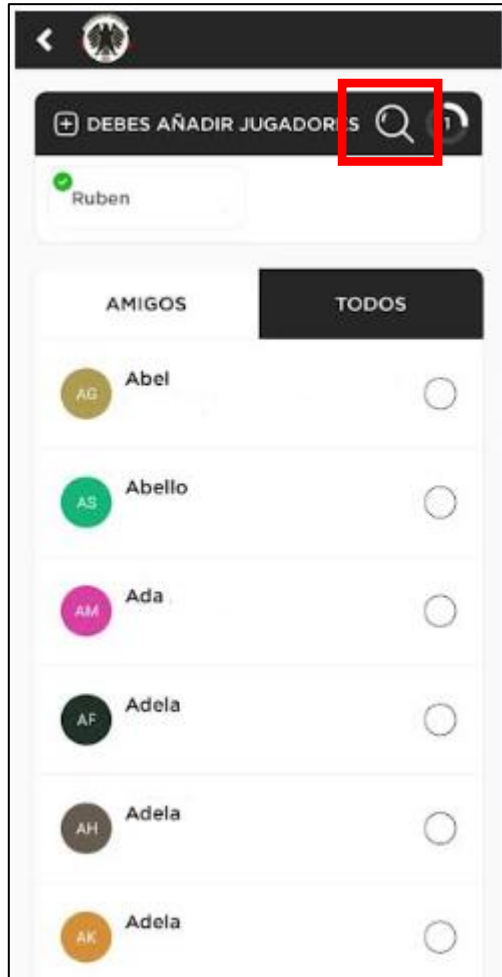 DEBES AÑADIR JUGADORES
1
Ruben
AMIGOS
TODOS
AG
Abel
AS
Abello
AM
Ada
AF
Adela
AH
Adela
AK
Adela